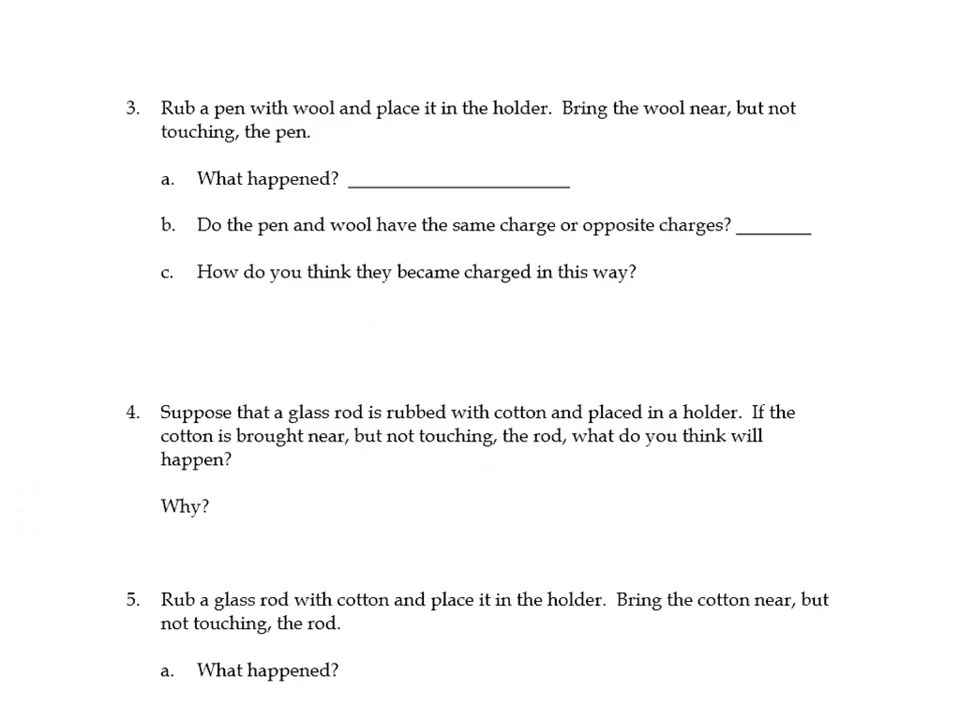 3. Rub a pen with wool and place it in the holder. Bring the wool near, but not
touching, the pen.
a. What happened? ______________________
b. Do the pen and wool have the same charge or opposite charges? ________
c. How do you think they became charged in this way?
4. Suppose that a glass rod is rubbed with cotton and placed in a holder. If the
cotton is brought near, but not touching, the rod, what do you think will
happen?
Why?
5. Rub a glass rod with cotton and place it in the holder. Bring the cotton near, but
not touching, the rod.
a. What happened?